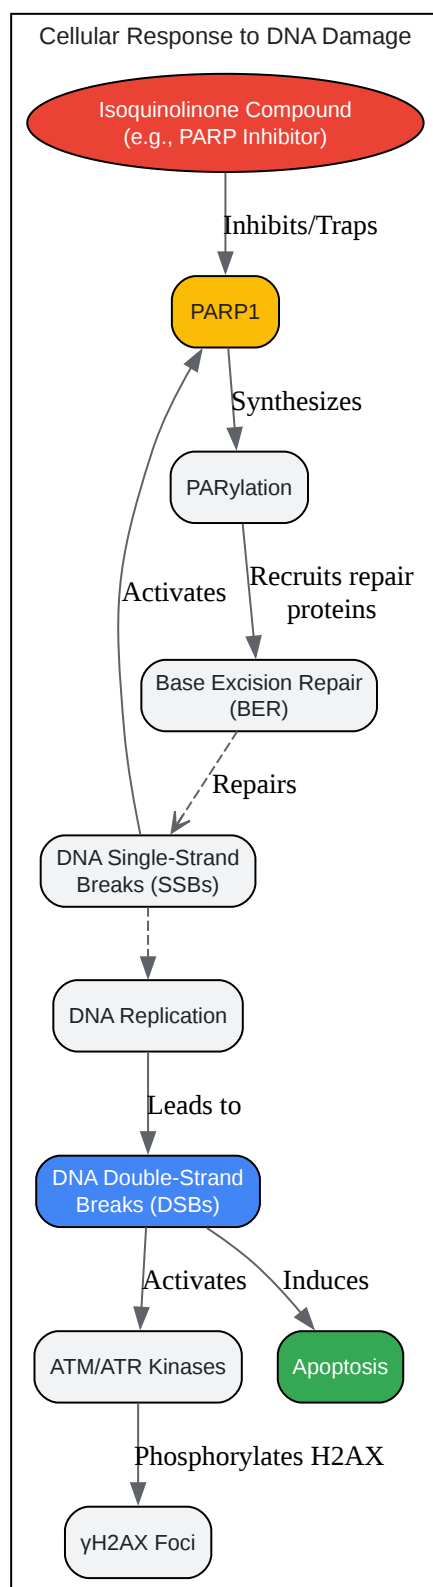 Cellular Response to DNA Damage
Isoquinolinone Compound
(e.g., PARP Inhibitor)
Inhibits/Traps
PARP1
Synthesizes
PARylation
Activates
Recruits repair
proteins
Base Excision Repair
(BER)
Repairs
DNA Single-Strand
Breaks (SSBs)
DNA Replication
Leads to
DNA Double-Strand
Breaks (DSBs)
Activates
Induces
ATM/ATR Kinases
Apoptosis
Phosphorylates H2AX
γH2AX Foci